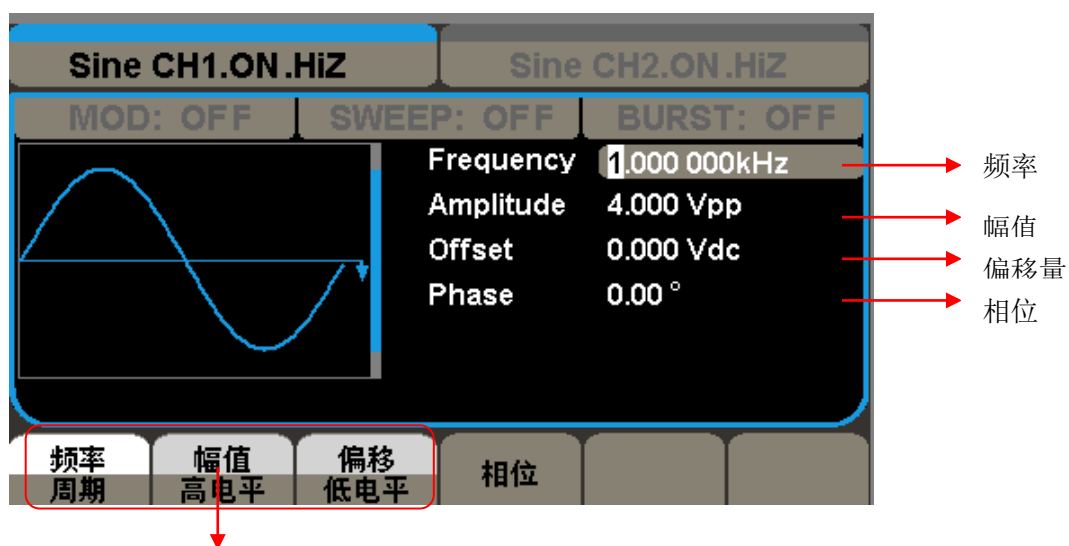 Sine CH1.ON.HiZ
Sine CH2.ON.HiZ
MOD: OFF
SWEEP: OFF
BURST: OFF
Frequency 1.000 000kHz
频率
Amplitude 4.000 Vpp
幅值
Offset 0.000 Vdc
偏移量
Phase 0.00 °
相位
频率
周期
幅值
高电平
偏移
低电平
相位